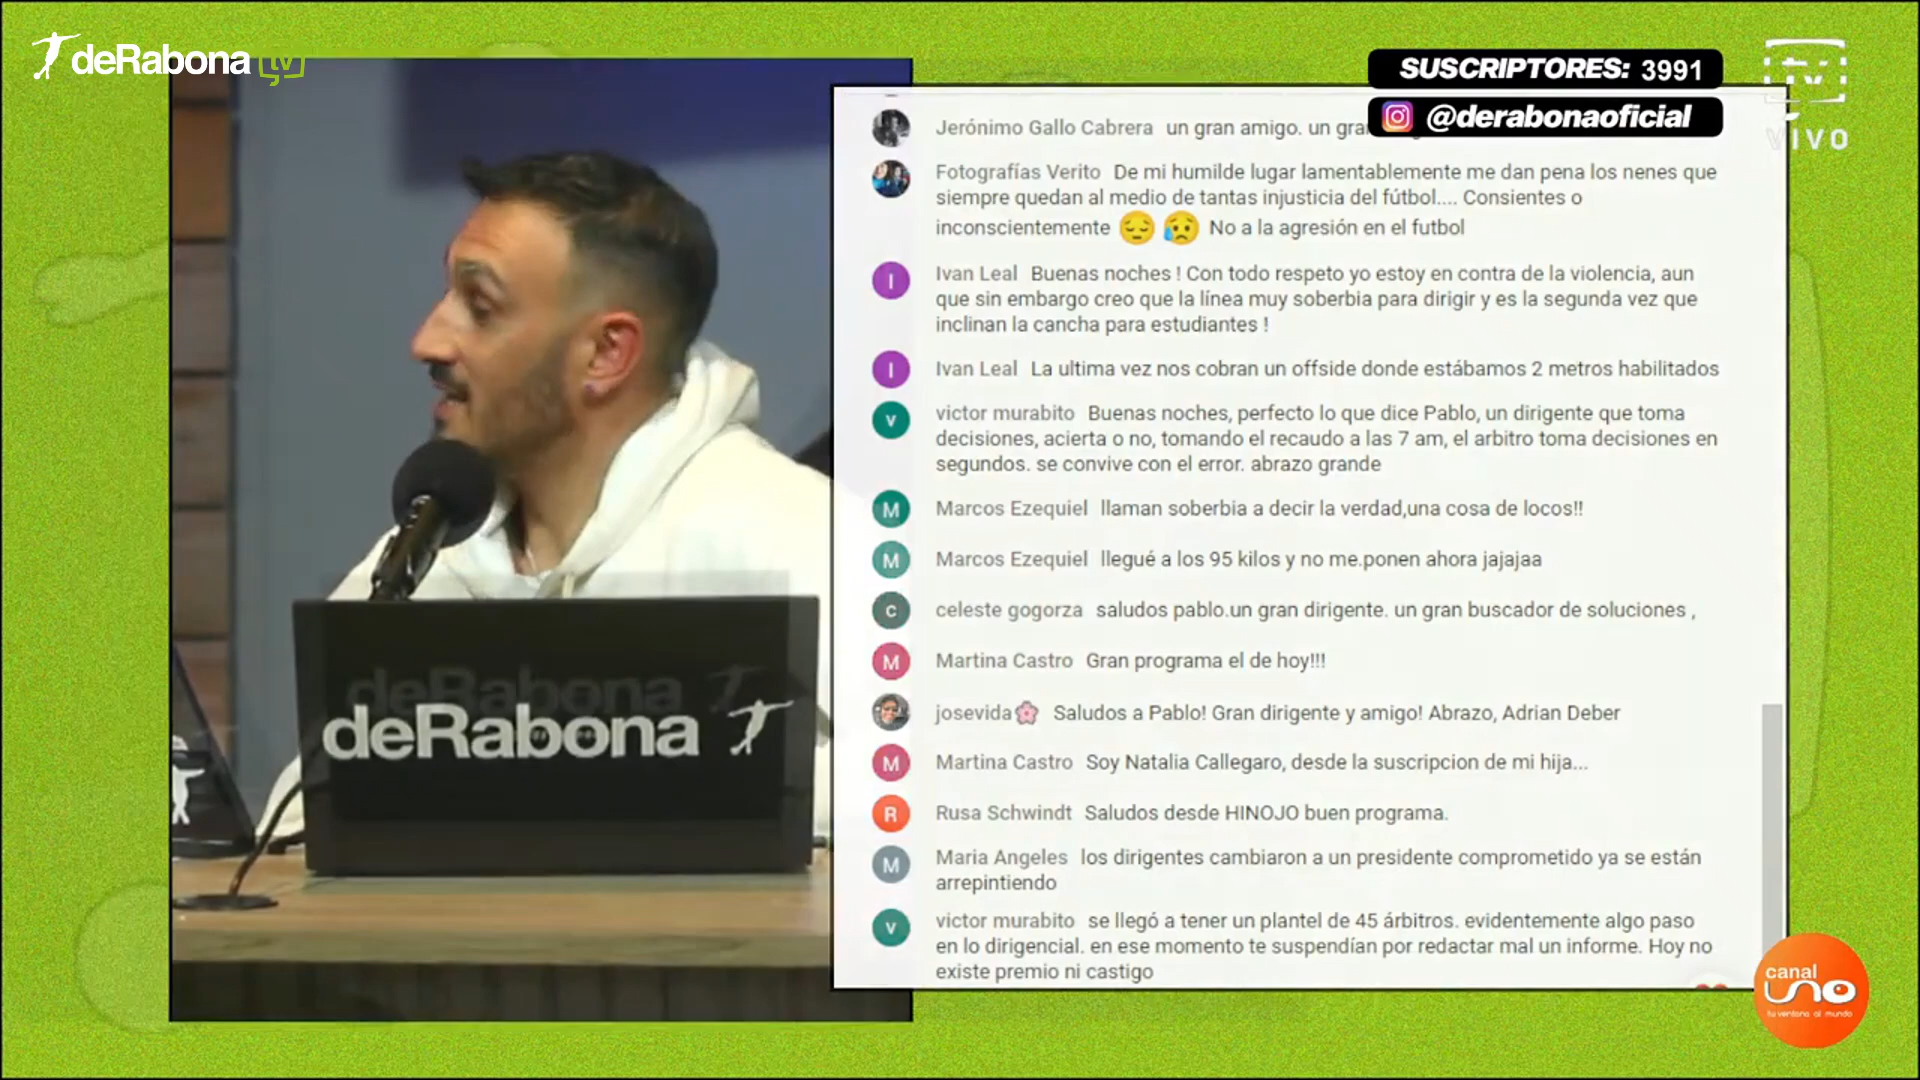 deRabona tv
SUSCRIPTORES: 3991
@derabonaoficial
tv
VIVO
Jerónimo Gallo Cabrera un gran amigo. un
Fotografías Verito De mi humilde lugar lamentablemente me dan pena los nenes que
siempre quedan al medio de tantas injusticia del fútbol.... Consientes o
inconscientemente 😔 😥 No a la agresión en el futbol
Ivan Leal Buenas noches ! Con todo respeto yo estoy en contra de la violencia, aun
que sin embargo creo que la línea muy soberbia para dirigir y es la segunda vez que
inclinan la cancha para estudiantes !
Ivan Leal La ultima vez nos cobran un offside donde estábamos 2 metros habilitados
victor murabito Buenas noches, perfecto lo que dice Pablo, un dirigente que toma
decisiones, acierta o no, tomando el recaudo a las 7 am, el arbitro toma decisiones en
segundos. se convive con el error. abrazo grande
Marcos Ezequiel llaman soberbia a decir la verdad,una cosa de locos!!
Marcos Ezequiel llegué a los 95 kilos y no me.ponen ahora jajajaa
celeste gogorza saludos pablo.un gran dirigente. un gran buscador de soluciones ,
Martina Castro Gran programa el de hoy!!!
josevida🌸 Saludos a Pablo! Gran dirigente y amigo! Abrazo, Adrian Deber
Martina Castro Soy Natalia Callegaro, desde la suscripcion de mi hija...
Rusa Schwindt Saludos desde HINOJO buen programa.
Maria Angeles los dirigentes cambiaron a un presidente comprometido ya se están
arrepintiendo
victor murabito se llegó a tener un plantel de 45 árbitros. evidentemente algo paso
en lo dirigencial. en ese momento te suspendían por redactar mal un informe. Hoy no
existe premio ni castigo
I
I
V
M
M
C
M
M
R
M
V
deRabona
deRabona
canal
uno
tu ventana al mundo